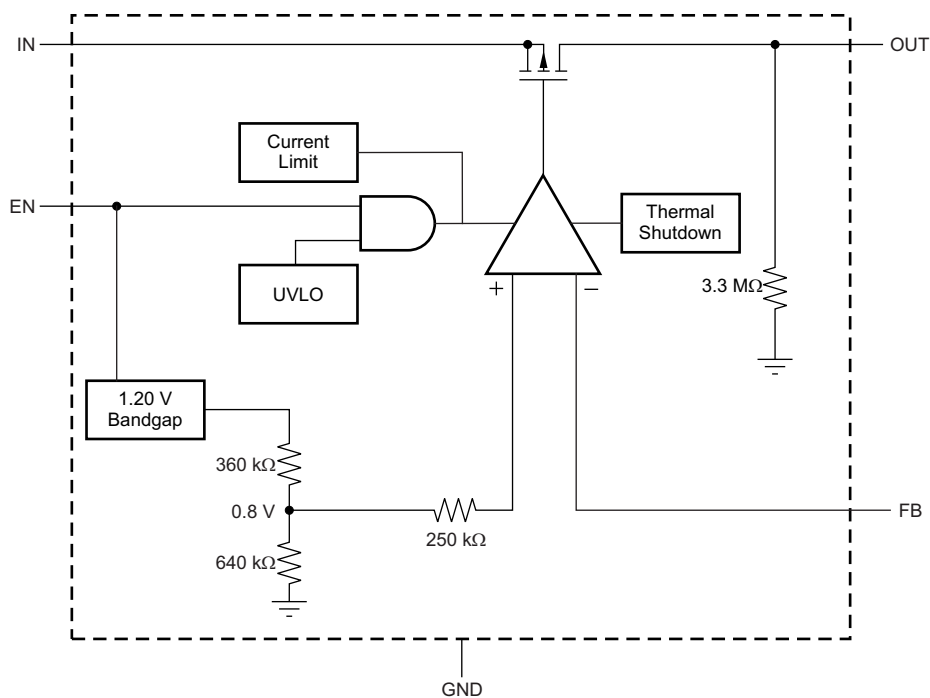 IN
OUT
Current
Limit
EN
Thermal
Shutdown
UVLO
+
−
3.3 MΩ
1.20 V
Bandgap
360 kΩ
0.8 V
250 kΩ
FB
640 kΩ
GND